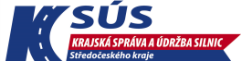 SÚS
KRAJSKÁ SPRÁVA A ÚDRŽBA SILNIC
Středočeského kraje